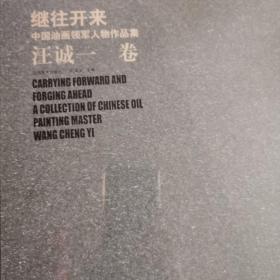 继往开来
中国油画领军人物作品集
汪诚一 卷
CARRYING FORWARD AND
FORGING AHEAD
A COLLECTION OF CHINESE OIL
PAINTING MASTER
WANG CHENG YI